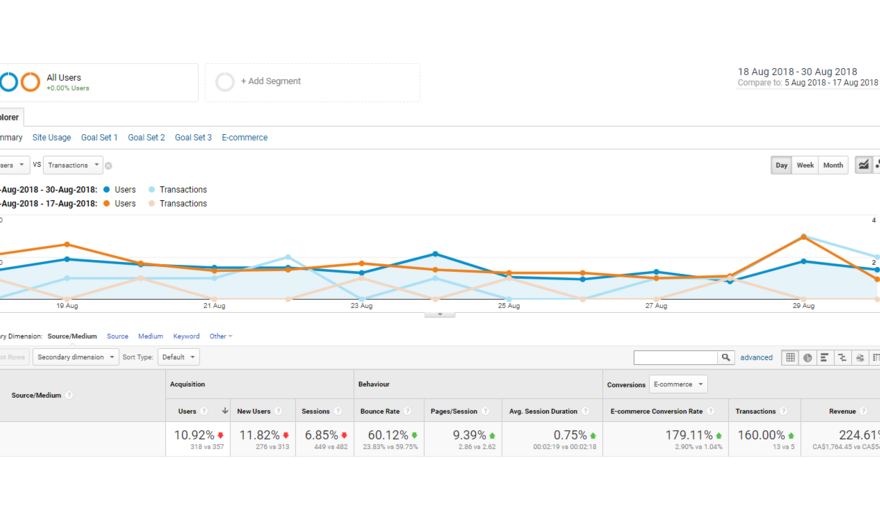 All Users
+0.00% Users
+ Add Segment
18 Aug 2018 - 30 Aug 2018
Compare to: 5 Aug 2018 - 17 Aug 2018
plorer
mmary Site Usage Goal Set 1 Goal Set 2 Goal Set 3 E-commerce
sers VS Transactions
Day Week Month
-Aug-2018 - 30-Aug-2018: Users Transactions
-Aug-2018 - 17-Aug-2018: Users Transactions
0 4
0 2
19 Aug 21 Aug 23 Aug 25 Aug 27 Aug 29 Aug
ry Dimension: Source/Medium Source Medium Keyword Other
ot Rows Secondary dimension Sort Type: Default advanced
Source/Medium ?
Acquisition Behaviour Conversions E-commerce
Users ? New Users ? Sessions ? Bounce Rate ? Pages/Session ? Avg. Session Duration ? E-commerce Conversion Rate ? Transactions ? Revenue ?
10.92% 11.82% 6.85% 60.12% 9.39% 0.75% 179.11% 160.00% 224.61%
318 vs 357 276 vs 313 449 vs 482 23.83% vs 59.75% 2.86 vs 2.62 00:02:19 vs 00:02:18 2.90% vs 1.04% 13 vs 5 CA$1,764.45 vs CA$5